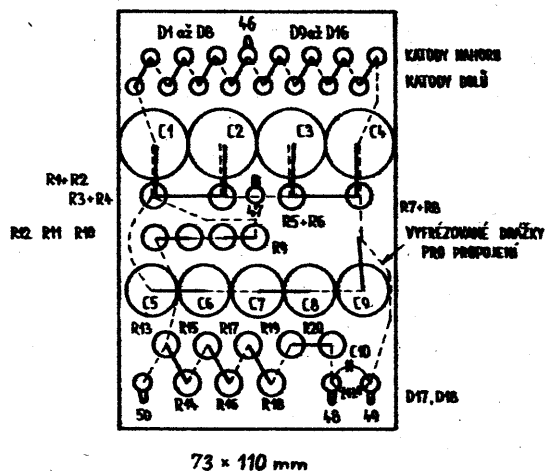 46
D1 až D8
D9 až D16
KATODY NAHORU
KATODY DOLŮ
C1
C2
C3
C4
R1+R2
R3+R4
47
R5+R6
R7+R8
R12 R11 R10
R9
VYFRÉZOVANÉ DRÁŽKY
PRO PROPOJENÍ
C5
C6
C7
C8
C9
R13
R15
R17
R19
R20
C10
50
R14
R16
R18
48
49
D17, D18
73 × 110 mm